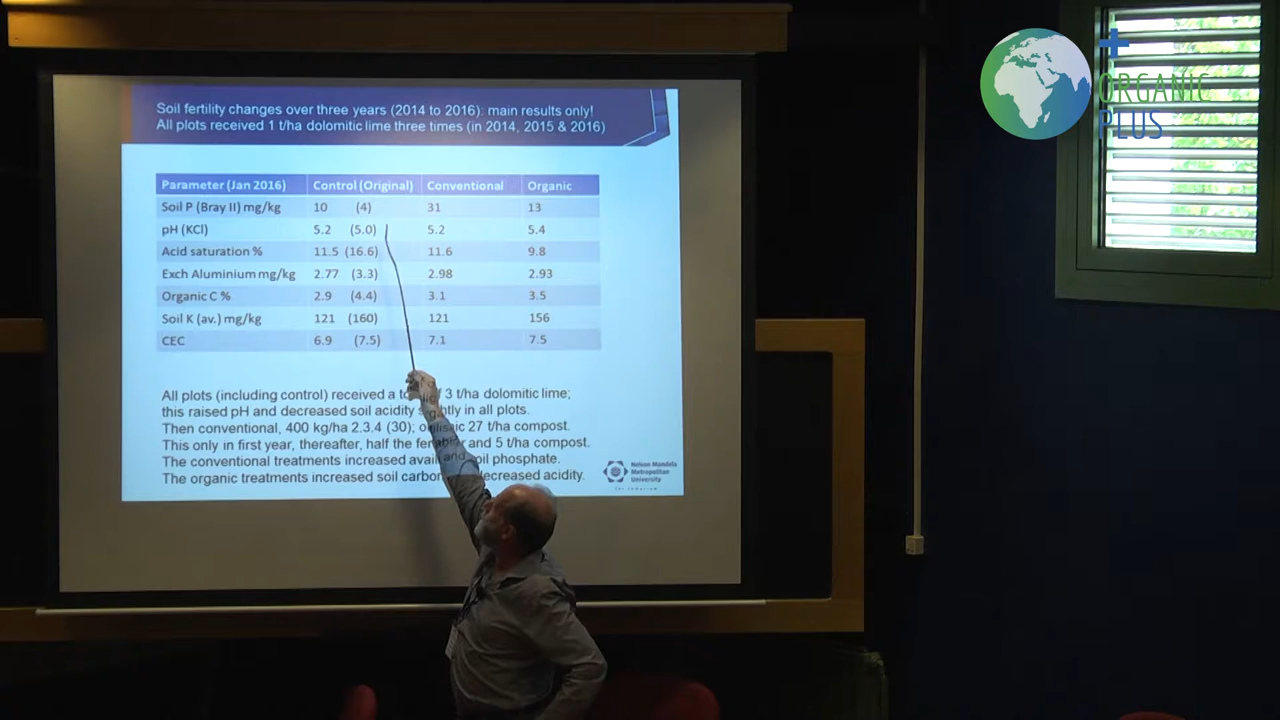 Soil fertility changes over three years (2014 to 2016): main results only!
All plots received 1 t/ha dolomitic lime three times (in 2014, 2015 & 2016)
Parameter (Jan 2016) Control (Original) Conventional Organic
Soil P (Bray II) mg/kg 10 (4) 31 13
pH (KCl) 5.2 (5.0) 5.2 5.4
Acid saturation % 11.5 (16.6) 11.6 9.8
Exch Aluminium mg/kg 2.77 (3.3) 2.98 2.93
Organic C % 2.9 (4.4) 3.1 3.5
Soil K (av.) mg/kg 121 (160) 121 156
CEC 6.9 (7.5) 7.1 7.5
All plots (including control) received a 3 t/ha dolomitic lime;
this raised pH and decreased soil acidity in all plots.
Then conventional, 400 kg/ha 2.3.4 (30); 27 t/ha compost.
This only in first year, thereafter, half the and 5 t/ha compost.
The conventional treatments increased soil phosphate.
The organic treatments increased soil decreased acidity.
Nelson Mandela
Metropolitan
University
for tomorrow
+
ORGANIC
PLUS